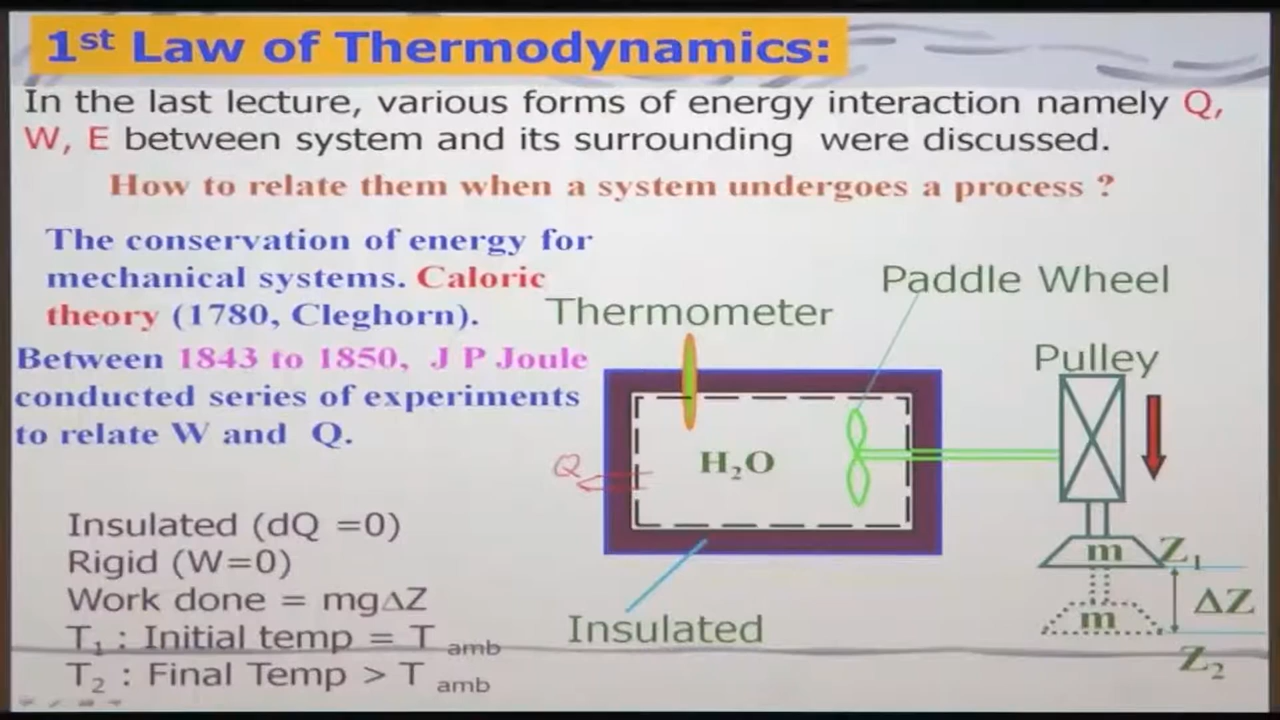 1st Law of Thermodynamics:
In the last lecture, various forms of energy interaction namely Q,
W, E between system and its surrounding were discussed.
How to relate them when a system undergoes a process ?
The conservation of energy for
mechanical systems. Caloric
theory (1780, Cleghorn).
Between 1843 to 1850, J P Joule
conducted series of experiments
to relate W and Q.
Insulated (dQ =0)
Rigid (W=0)
Work done = mgΔZ
T1 : Initial temp = T amb
T2 : Final Temp > T amb
Thermometer
Paddle Wheel
Pulley
H2O
Q
Insulated
m
Z1
ΔZ
m
Z2